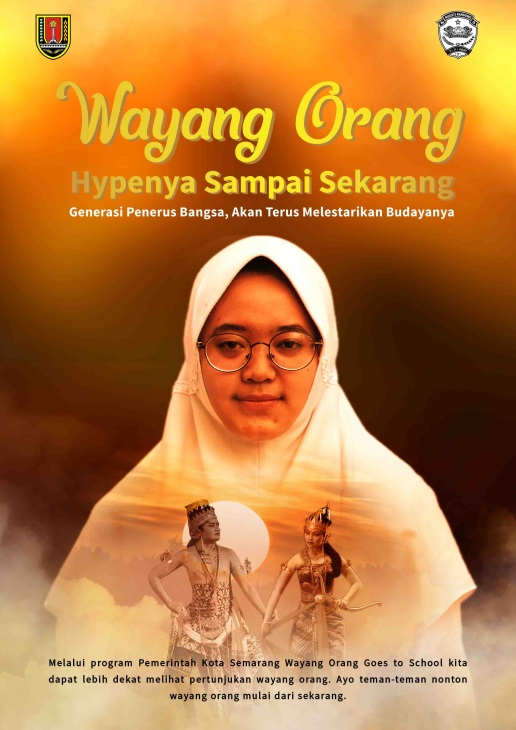 Wayang Orang
Hypenya Sampai Sekarang
Generasi Penerus Bangsa, Akan Terus Melestarikan Budayanya
Melalui program Pemerintah Kota Semarang Wayang Orang Goes to School kita
dapat lebih dekat melihat pertunjukan wayang orang. Ayo teman-teman nonton
wayang orang mulai dari sekarang.